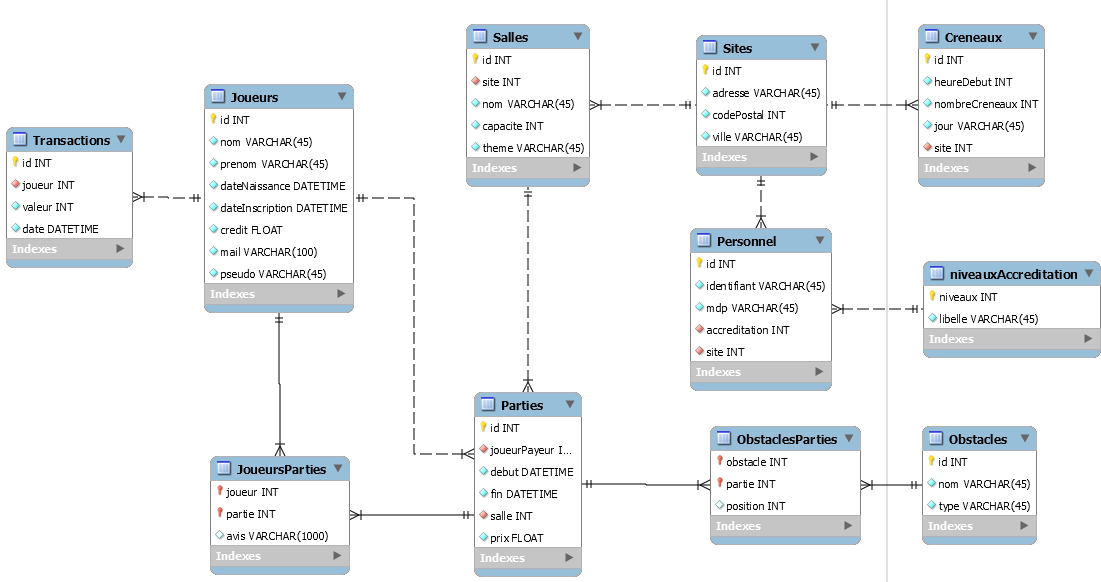 Transactions
id INT
joueur INT
valeur INT
date DATETIME
Indexes
Joueurs
id INT
nom VARCHAR(45)
prenom VARCHAR(45)
dateNaissance DATETIME
dateInscription DATETIME
credit FLOAT
mail VARCHAR(100)
pseudo VARCHAR(45)
Indexes
Salles
id INT
site INT
nom VARCHAR(45)
capacite INT
theme VARCHAR(45)
Indexes
Sites
id INT
adresse VARCHAR(45)
codePostal INT
ville VARCHAR(45)
Indexes
Creneaux
id INT
heureDebut INT
nombreCreneaux INT
jour VARCHAR(45)
site INT
Indexes
Personnel
id INT
identifiant VARCHAR(45)
mdp VARCHAR(45)
accreditation INT
site INT
Indexes
niveauxAccreditation
niveaux INT
libelle VARCHAR(45)
Indexes
JoueursParties
joueur INT
partie INT
avis VARCHAR(1000)
Indexes
Parties
id INT
joueurPayeur I...
debut DATETIME
fin DATETIME
salle INT
prix FLOAT
Indexes
ObstaclesParties
obstacle INT
partie INT
position INT
Indexes
Obstacles
id INT
nom VARCHAR(45)
type VARCHAR(45)
Indexes